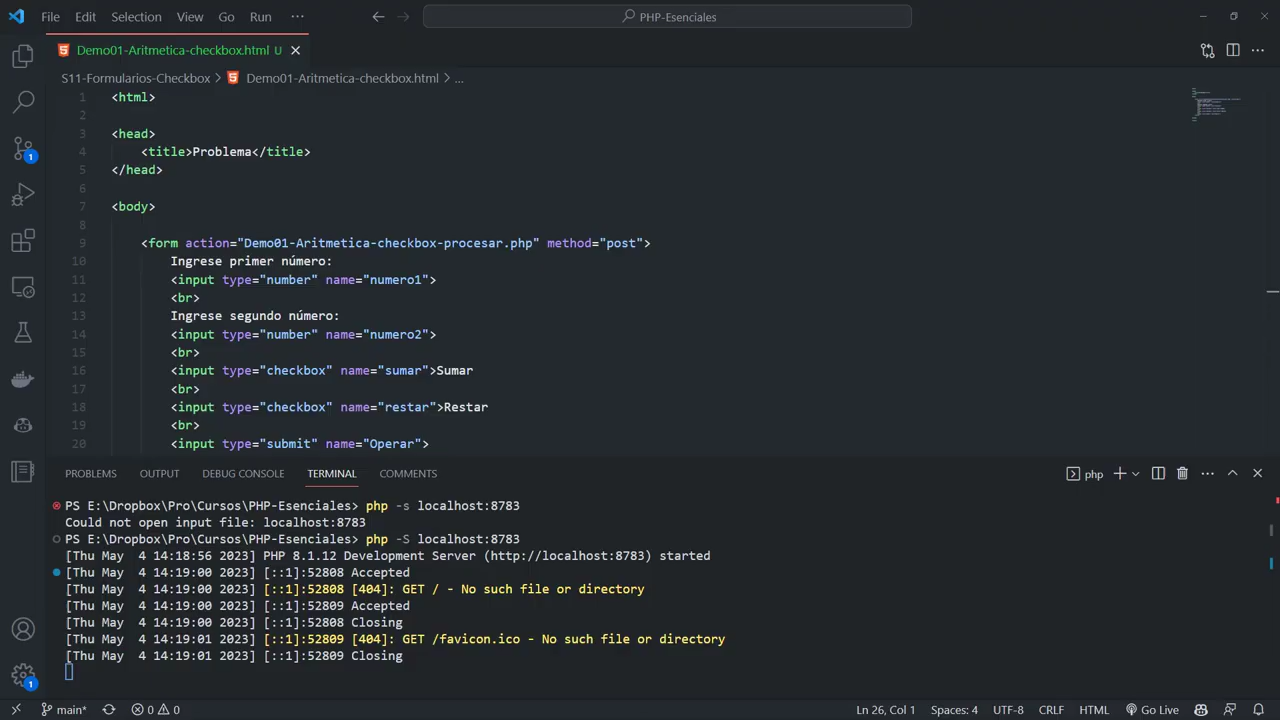 File Edit Selection View Go Run ··· PHP-Esenciales
Demo01-Aritmetica-checkbox.html U
S11-Formularios-Checkbox > Demo01-Aritmetica-checkbox.html > ...
1 <html>
2
3 <head>
4 <title>Problema</title>
5 </head>
6
7 <body>
8
9 <form action="Demo01-Aritmetica-checkbox-procesar.php" method="post">
10 Ingrese primer número:
11 <input type="number" name="numero1">
12 <br>
13 Ingrese segundo número:
14 <input type="number" name="numero2">
15 <br>
16 <input type="checkbox" name="sumar">Sumar
17 <br>
18 <input type="checkbox" name="restar">Restar
19 <br>
20 <input type="submit" name="Operar">
PROBLEMS OUTPUT DEBUG CONSOLE TERMINAL COMMENTS php
PS E:\Dropbox\Pro\Cursos\PHP-Esenciales> php -s localhost:8783
Could not open input file: localhost:8783
PS E:\Dropbox\Pro\Cursos\PHP-Esenciales> php -S localhost:8783
[Thu May  4 14:18:56 2023] PHP 8.1.12 Development Server (http://localhost:8783) started
[Thu May  4 14:19:00 2023] [::1]:52808 Accepted
[Thu May  4 14:19:00 2023] [::1]:52808 [404]: GET / - No such file or directory
[Thu May  4 14:19:00 2023] [::1]:52809 Accepted
[Thu May  4 14:19:00 2023] [::1]:52808 Closing
[Thu May  4 14:19:01 2023] [::1]:52809 [404]: GET /favicon.ico - No such file or directory
[Thu May  4 14:19:01 2023] [::1]:52809 Closing
1
1
main* 0 0 Ln 26, Col 1 Spaces: 4 UTF-8 CRLF HTML Go Live